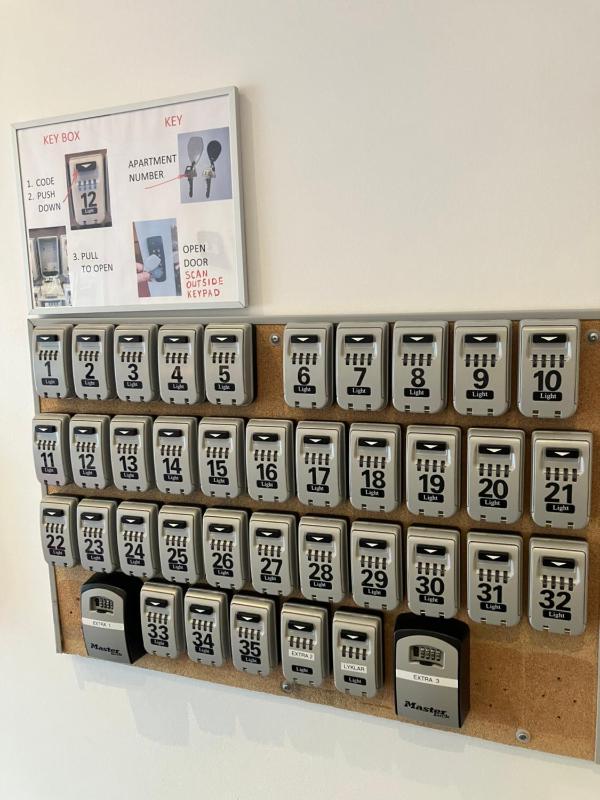 KEY BOX
KEY
1. CODE
2. PUSH
DOWN
12
APARTMENT
NUMBER
3. PULL
TO OPEN
OPEN
DOOR
SCAN
OUTSIDE
KEYPAD
1 2 3 4 5 6 7 8 9 10
Light Light Light Light Light Light Light Light Light Light
11 12 13 14 15 16 17 18 19 20 21
Light Light Light Light Light Light Light Light Light Light Light
22 23 24 25 26 27 28 29 30 31 32
Light Light Light Light Light Light Light Light Light Light Light
EXTRA 1 33 34 35 EXTRA 2 LYKLAR EXTRA 3
Master Light Light Light Light Light Master Lock